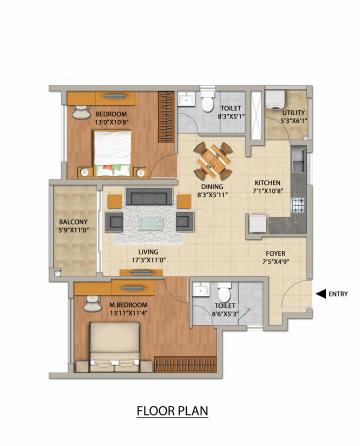 BEDROOM
13'0"X10'8"
TOILET
8'3"X5'1"
UTILITY
5'3"X6'1"
DINING
8'3"X5'11"
KITCHEN
7'1"X10'8"
BALCONY
5'9"X11'0"
LIVING
17'3"X11'0"
FOYER
7'5"X4'9"
ENTRY
M.BEDROOM
13'11"X11'4"
TOILET
8'6"X5'3"
FLOOR PLAN